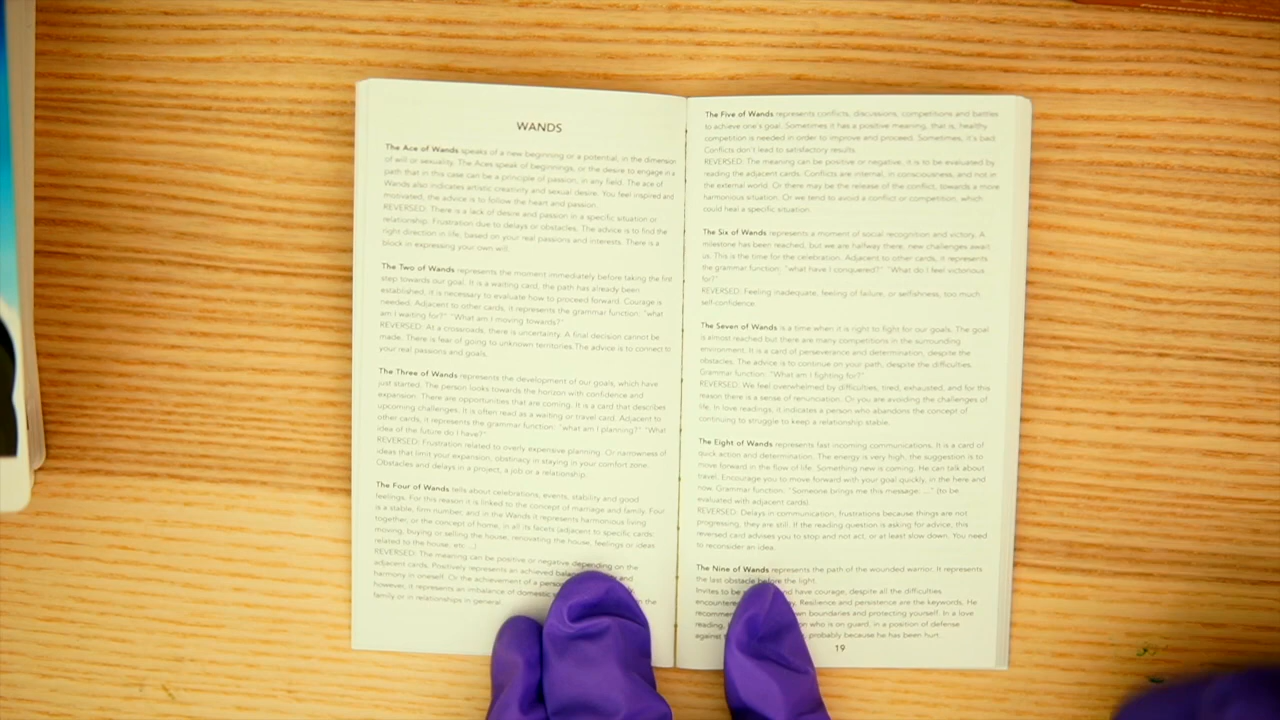 WANDS
The Ace of Wands speaks of a new beginning or a potential, in the dimension
of will or sexuality. The Aces speak of beginnings, or the desire to engage in a
path that in this case can be a principle of passion, in any field. The ace of
Wands also indicates artistic creativity and sexual desire. You feel inspired and
motivated, the advice is to follow the heart and passion.
REVERSED: There is a lack of desire and passion in a specific situation or
relationship. Frustration due to delays or obstacles. The advice is to find the
right direction in life, based on your real passions and interests. There is a
block in expressing your own will.
The Two of Wands represents the moment immediately before taking the first
step towards our goal. It is a waiting card, the path has already been
established, it is necessary to evaluate how to proceed forward. Courage is
needed. Adjacent to other cards, it represents the grammar function: "what
am I waiting for?" "What am I moving towards?"
REVERSED: At a crossroads, there is uncertainty. A final decision cannot be
made. There is fear of going to unknown territories. The advice is to connect to
your real passions and goals.
The Three of Wands represents the development of our goals, which have
just started. The person looks towards the horizon with confidence and
expansion. There are opportunities that are coming. It is a card that describes
upcoming challenges. It is often read as a waiting or travel card. Adjacent to
other cards, it represents the grammar function: "what am I planning?" "What
idea of the future do I have?"
REVERSED: Frustration related to overly expensive planning. Or narrowness of
ideas that limit your expansion, obstinacy in staying in your comfort zone.
Obstacles and delays in a project, a job or a relationship.
The Four of Wands tells about celebrations, events, stability and good
feelings. For this reason it is linked to the concept of marriage and family. Four
is a stable, firm number, and in the Wands it represents harmonious living
together, or the concept of home, in all its facets (adjacent to specific cards:
moving, buying or selling the house, renovating the house, feelings or ideas
related to the house, etc ...)
REVERSED: The meaning can be positive or negative depending on the
adjacent cards. Positively represents an achieved and
harmony in oneself. Or the achievement of a
however, it represents an imbalance of domestic the
family or in relationships in general.
The Five of Wands represents conflicts, discussions, competitions and battles
to achieve one's goal. Sometimes it has a positive meaning, that is, healthy
competition is needed in order to improve and proceed. Sometimes, it's bad.
Conflicts don't lead to satisfactory results.
REVERSED: The meaning can be positive or negative, it is to be evaluated by
reading the adjacent cards. Conflicts are internal, in consciousness, and not in
the external world. Or there may be the release of the conflict, towards a more
harmonious situation. Or we tend to avoid a conflict or competition, which
could heal a specific situation.
The Six of Wands represents a moment of social recognition and victory. A
milestone has been reached, but we are halfway there, new challenges await
us. This is the time for the celebration. Adjacent to other cards, it represents
the grammar function: "what have I conquered?" "What do I feel victorious
for?"
REVERSED: Feeling inadequate, feeling of failure, or selfishness, too much
self-confidence.
The Seven of Wands is a time when it is right to fight for our goals. The goal
is almost reached but there are many competitions in the surrounding
environment. It is a card of perseverance and determination, despite the
obstacles. The advice is to continue on your path, despite the difficulties.
Grammar function: "What am I fighting for?"
REVERSED: We feel overwhelmed by difficulties, tired, exhausted, and for this
reason there is a sense of renunciation. Or you are avoiding the challenges of
life. In love readings, it indicates a person who abandons the concept of
continuing to struggle to keep a relationship stable.
The Eight of Wands represents fast incoming communications. It is a card of
quick action and determination. The energy is very high, the suggestion is to
move forward in the flow of life. Something new is coming. He can talk about
travel. Encourage you to move forward with your goal quickly, in the here and
now. Grammar function: "Someone brings me this message: ..." (to be
evaluated with adjacent cards).
REVERSED: Delays in communication, frustrations because things are not
progressing, they are still. If the reading question is asking for advice, this
reversed card advises you to stop and not act, or at least slow down. You need
to reconsider an idea.
The Nine of Wands represents the path of the wounded warrior. It represents
the last obstacle before the light.
Invites to be and have courage, despite all the difficulties
Resilience and persistence are the keywords. He
boundaries and protecting yourself. In a love
reading, who is on guard, in a position of defense
against probably because he has been hurt.
19